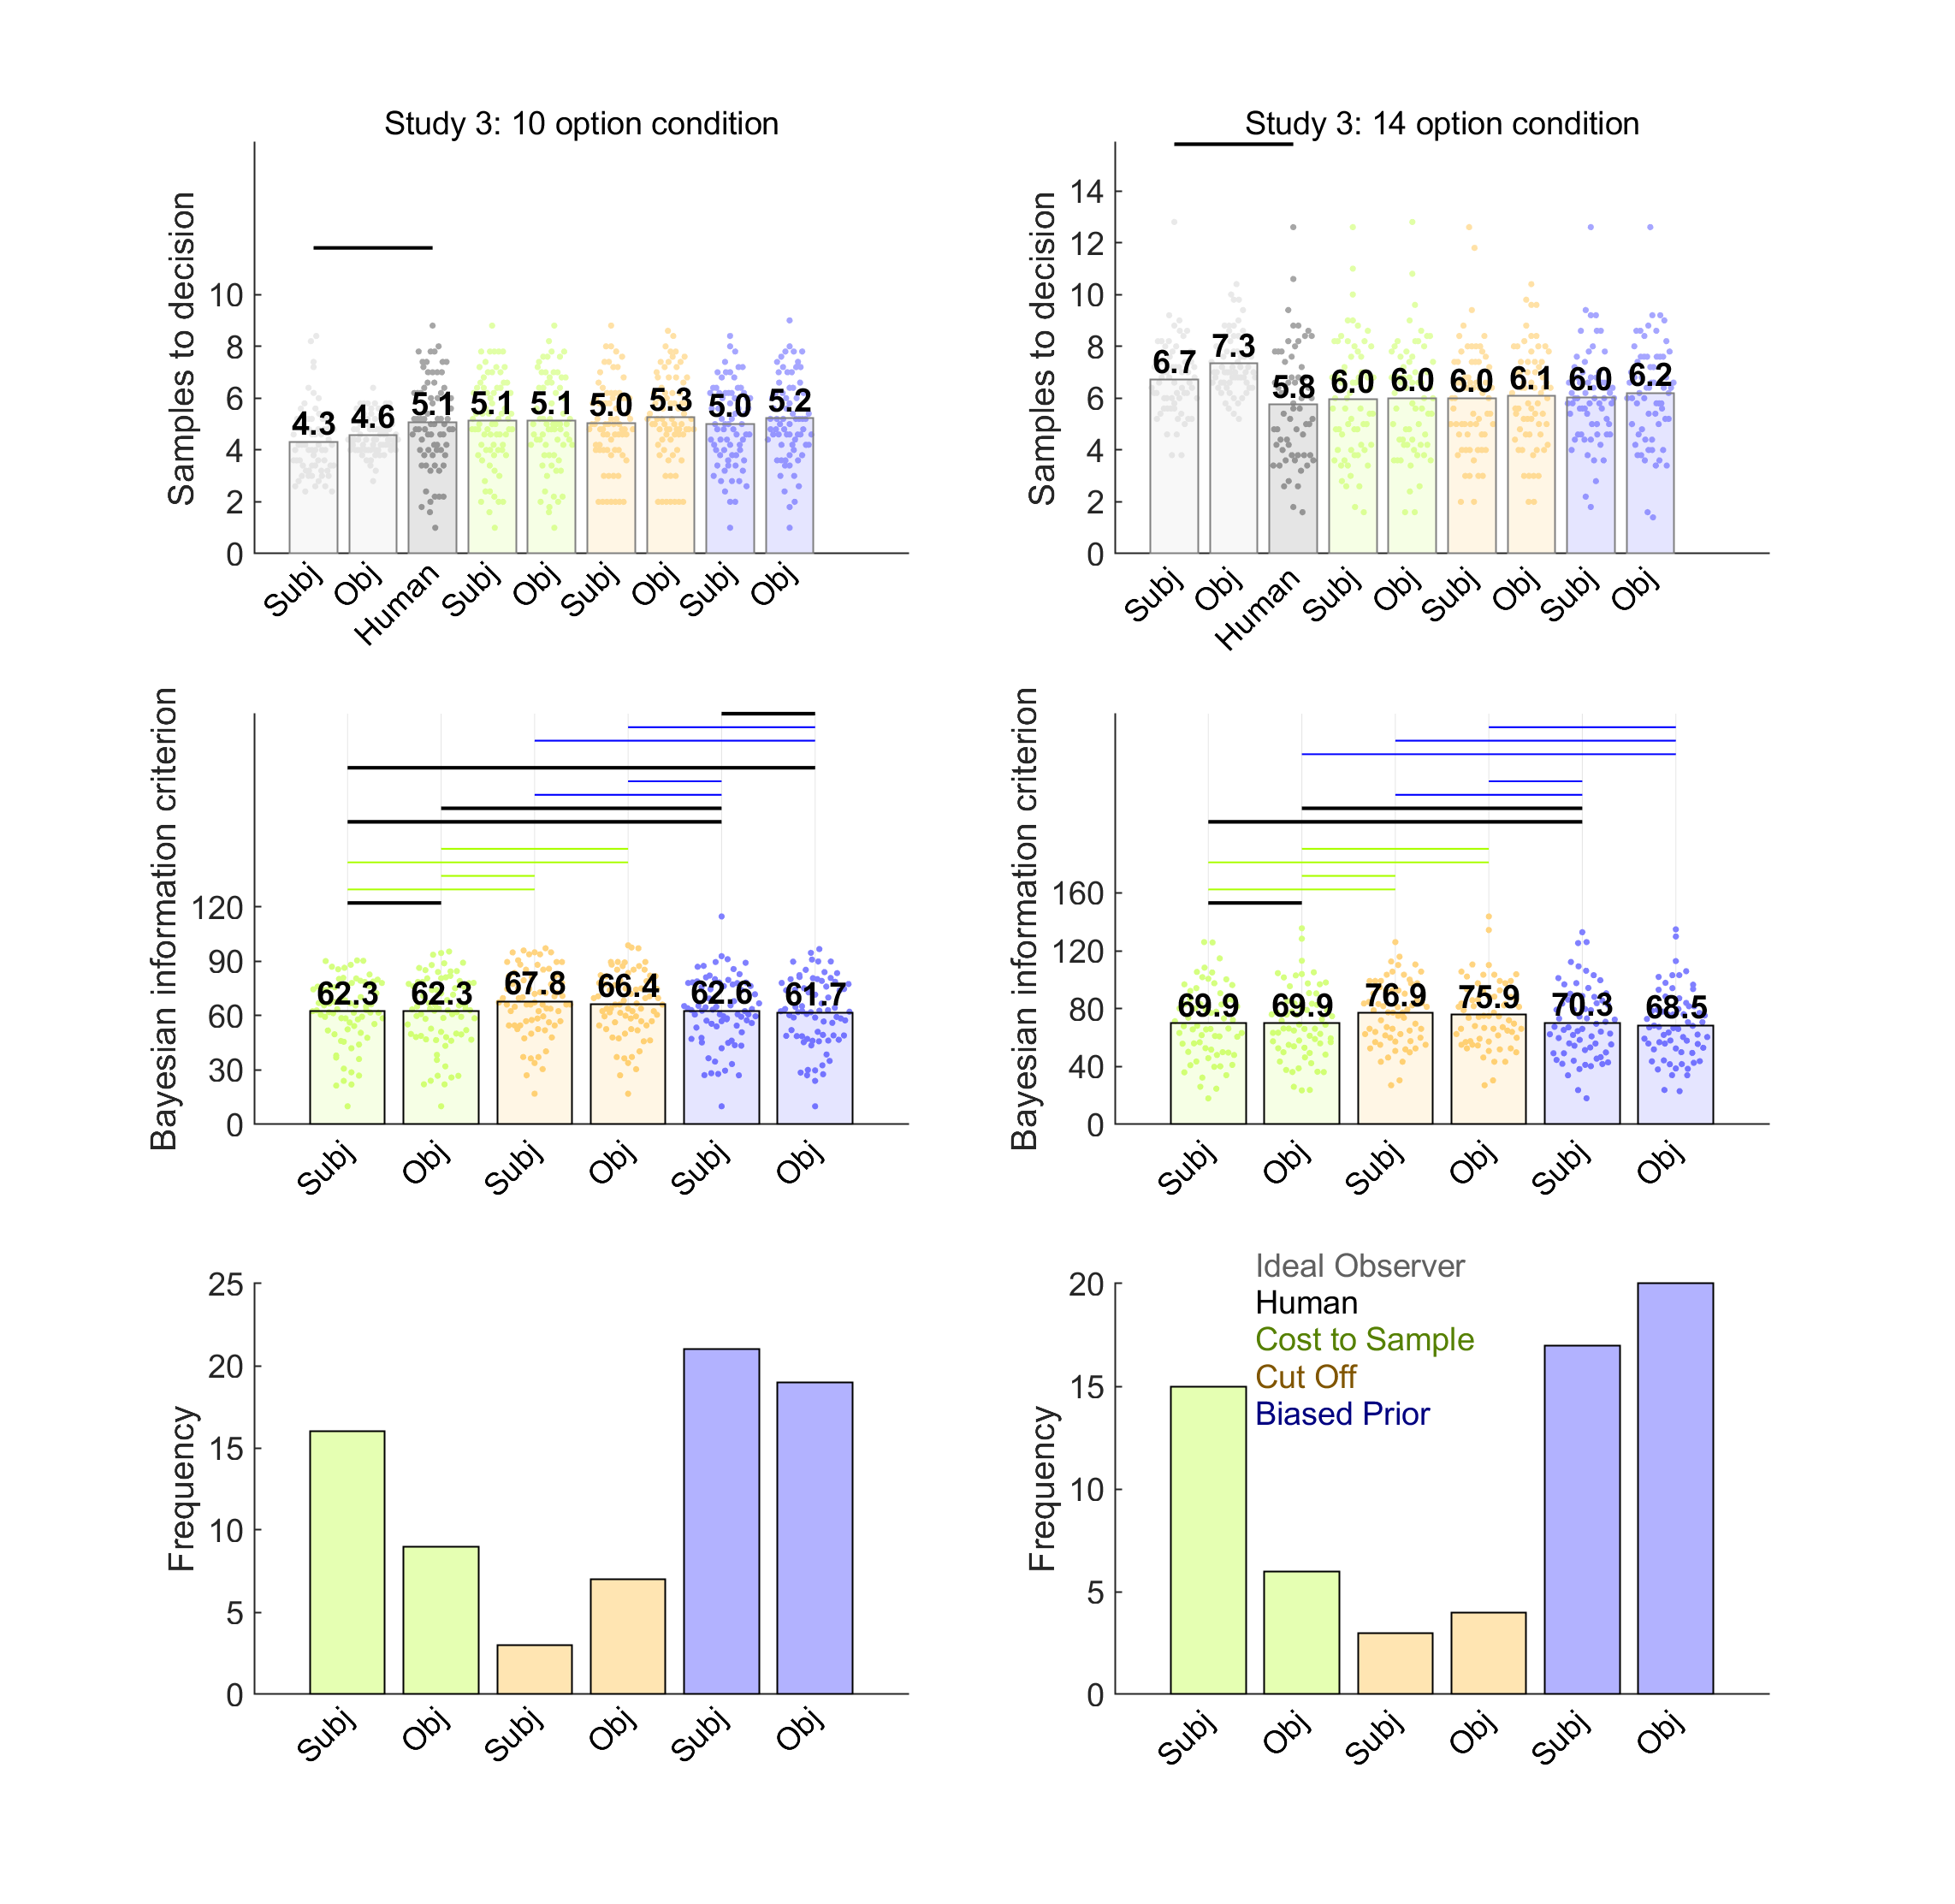 Study 3: 10 option condition
Samples to decision
10
8
6
4
2
0
4.3 4.6 5.1 5.1 5.1 5.0 5.3 5.0 5.2
Subj Obj Human Subj Obj Subj Obj Subj Obj
Study 3: 14 option condition
Samples to decision
14
12
10
8
6
4
2
0
6.7 7.3 5.8 6.0 6.0 6.0 6.1 6.0 6.2
Subj Obj Human Subj Obj Subj Obj Subj Obj
Bayesian information criterion
120
90
60
30
0
62.3 62.3 67.8 66.4 62.6 61.7
Subj Obj Subj Obj Subj Obj
Bayesian information criterion
160
120
80
40
0
69.9 69.9 76.9 75.9 70.3 68.5
Subj Obj Subj Obj Subj Obj
Frequency
25
20
15
10
5
0
Subj Obj Subj Obj Subj Obj
Frequency
20
15
10
5
0
Ideal Observer
Human
Cost to Sample
Cut Off
Biased Prior
Subj Obj Subj Obj Subj Obj